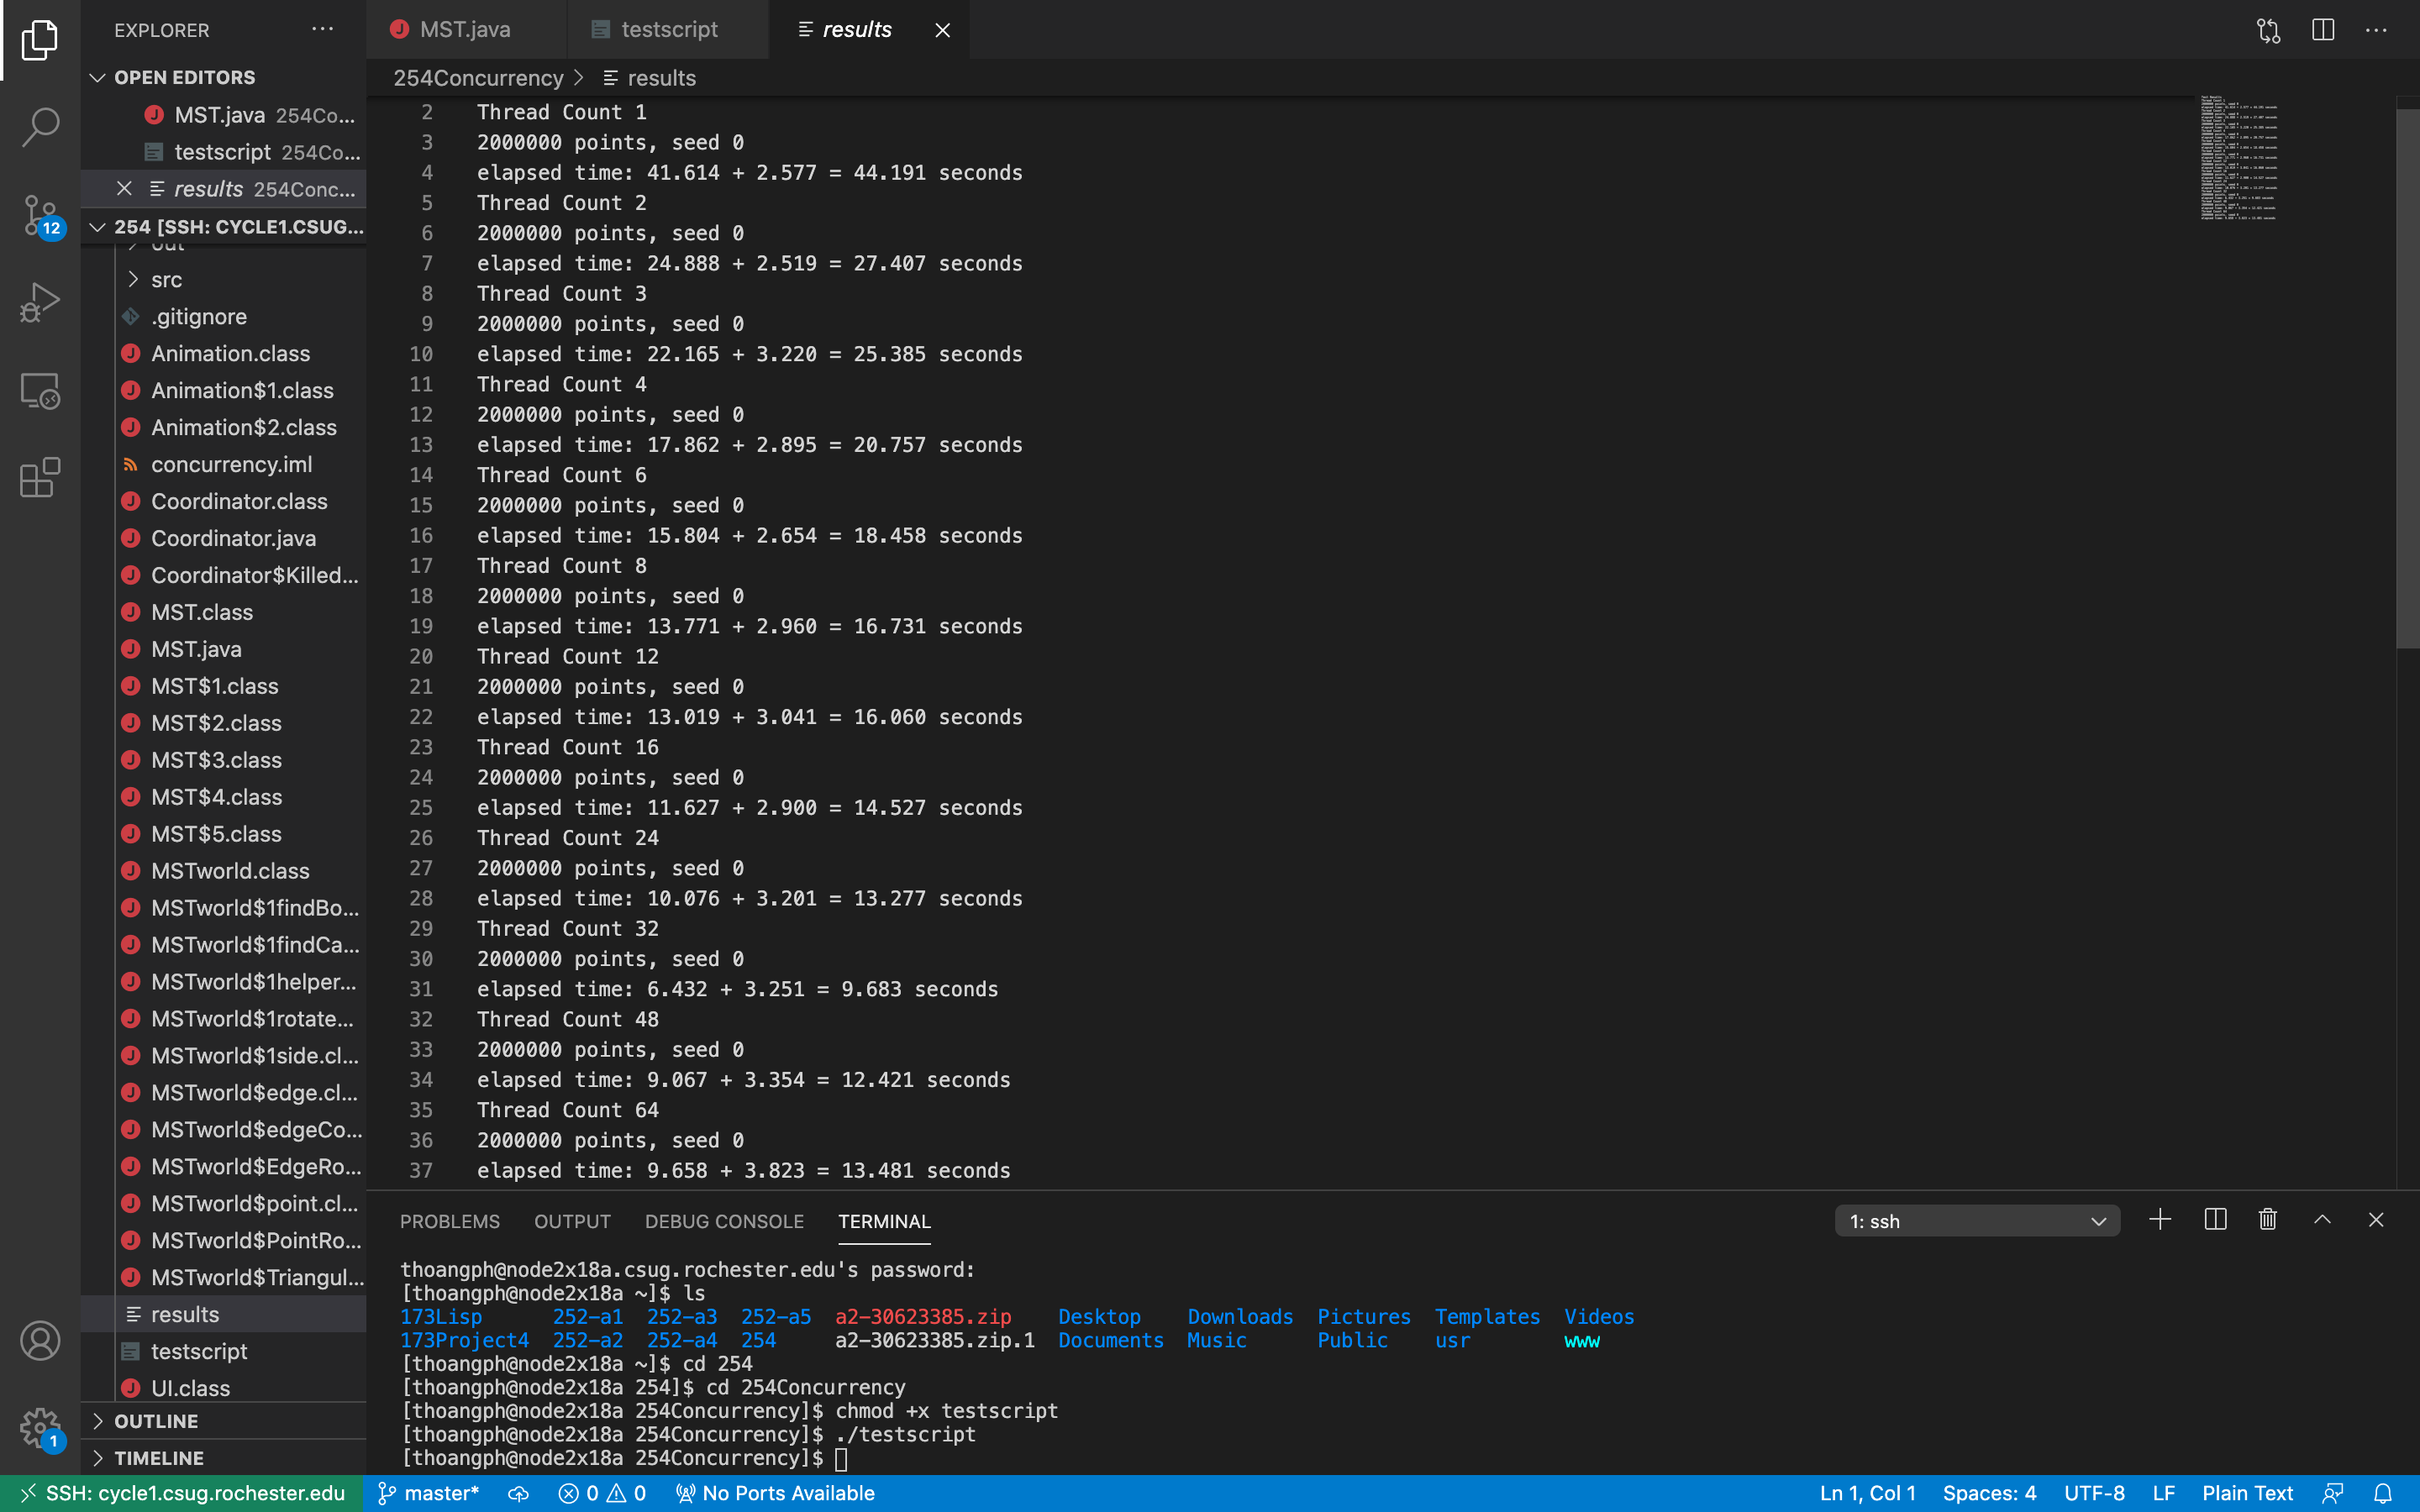 EXPLORER
OPEN EDITORS
MST.java 254Co...
testscript 254Co...
results 254Conc...
254 [SSH: CYCLE1.CSUG....
out
src
.gitignore
Animation.class
Animation$1.class
Animation$2.class
concurrency.iml
Coordinator.class
Coordinator.java
Coordinator$Killed...
MST.class
MST.java
MST$1.class
MST$2.class
MST$3.class
MST$4.class
MST$5.class
MSTworld.class
MSTworld$1findBo...
MSTworld$1findCa...
MSTworld$1helper...
MSTworld$1rotate...
MSTworld$1side.cl...
MSTworld$edge.cl...
MSTworld$edgeCo...
MSTworld$EdgeRo...
MSTworld$point.cl...
MSTworld$PointRo...
MSTworld$Triangul...
results
testscript
UI.class
OUTLINE
TIMELINE
12
1
MST.java testscript results
254Concurrency > results
2 Thread Count 1
3 2000000 points, seed 0
4 elapsed time: 41.614 + 2.577 = 44.191 seconds
5 Thread Count 2
6 2000000 points, seed 0
7 elapsed time: 24.888 + 2.519 = 27.407 seconds
8 Thread Count 3
9 2000000 points, seed 0
10 elapsed time: 22.165 + 3.220 = 25.385 seconds
11 Thread Count 4
12 2000000 points, seed 0
13 elapsed time: 17.862 + 2.895 = 20.757 seconds
14 Thread Count 6
15 2000000 points, seed 0
16 elapsed time: 15.804 + 2.654 = 18.458 seconds
17 Thread Count 8
18 2000000 points, seed 0
19 elapsed time: 13.771 + 2.960 = 16.731 seconds
20 Thread Count 12
21 2000000 points, seed 0
22 elapsed time: 13.019 + 3.041 = 16.060 seconds
23 Thread Count 16
24 2000000 points, seed 0
25 elapsed time: 11.627 + 2.900 = 14.527 seconds
26 Thread Count 24
27 2000000 points, seed 0
28 elapsed time: 10.076 + 3.201 = 13.277 seconds
29 Thread Count 32
30 2000000 points, seed 0
31 elapsed time: 6.432 + 3.251 = 9.683 seconds
32 Thread Count 48
33 2000000 points, seed 0
34 elapsed time: 9.067 + 3.354 = 12.421 seconds
35 Thread Count 64
36 2000000 points, seed 0
37 elapsed time: 9.658 + 3.823 = 13.481 seconds
PROBLEMS OUTPUT DEBUG CONSOLE TERMINAL 1: ssh
thoangph@node2x18a.csug.rochester.edu's password:
[thoangph@node2x18a ~]$ ls
173Lisp 252-a1 252-a3 252-a5 a2-30623385.zip Desktop Downloads Pictures Templates Videos
173Project4 252-a2 252-a4 254 a2-30623385.zip.1 Documents Music Public usr www
[thoangph@node2x18a ~]$ cd 254
[thoangph@node2x18a 254]$ cd 254Concurrency
[thoangph@node2x18a 254Concurrency]$ chmod +x testscript
[thoangph@node2x18a 254Concurrency]$ ./testscript
[thoangph@node2x18a 254Concurrency]$
SSH: cycle1.csug.rochester.edu master* 0 0 No Ports Available Ln 1, Col 1 Spaces: 4 UTF-8 LF Plain Text